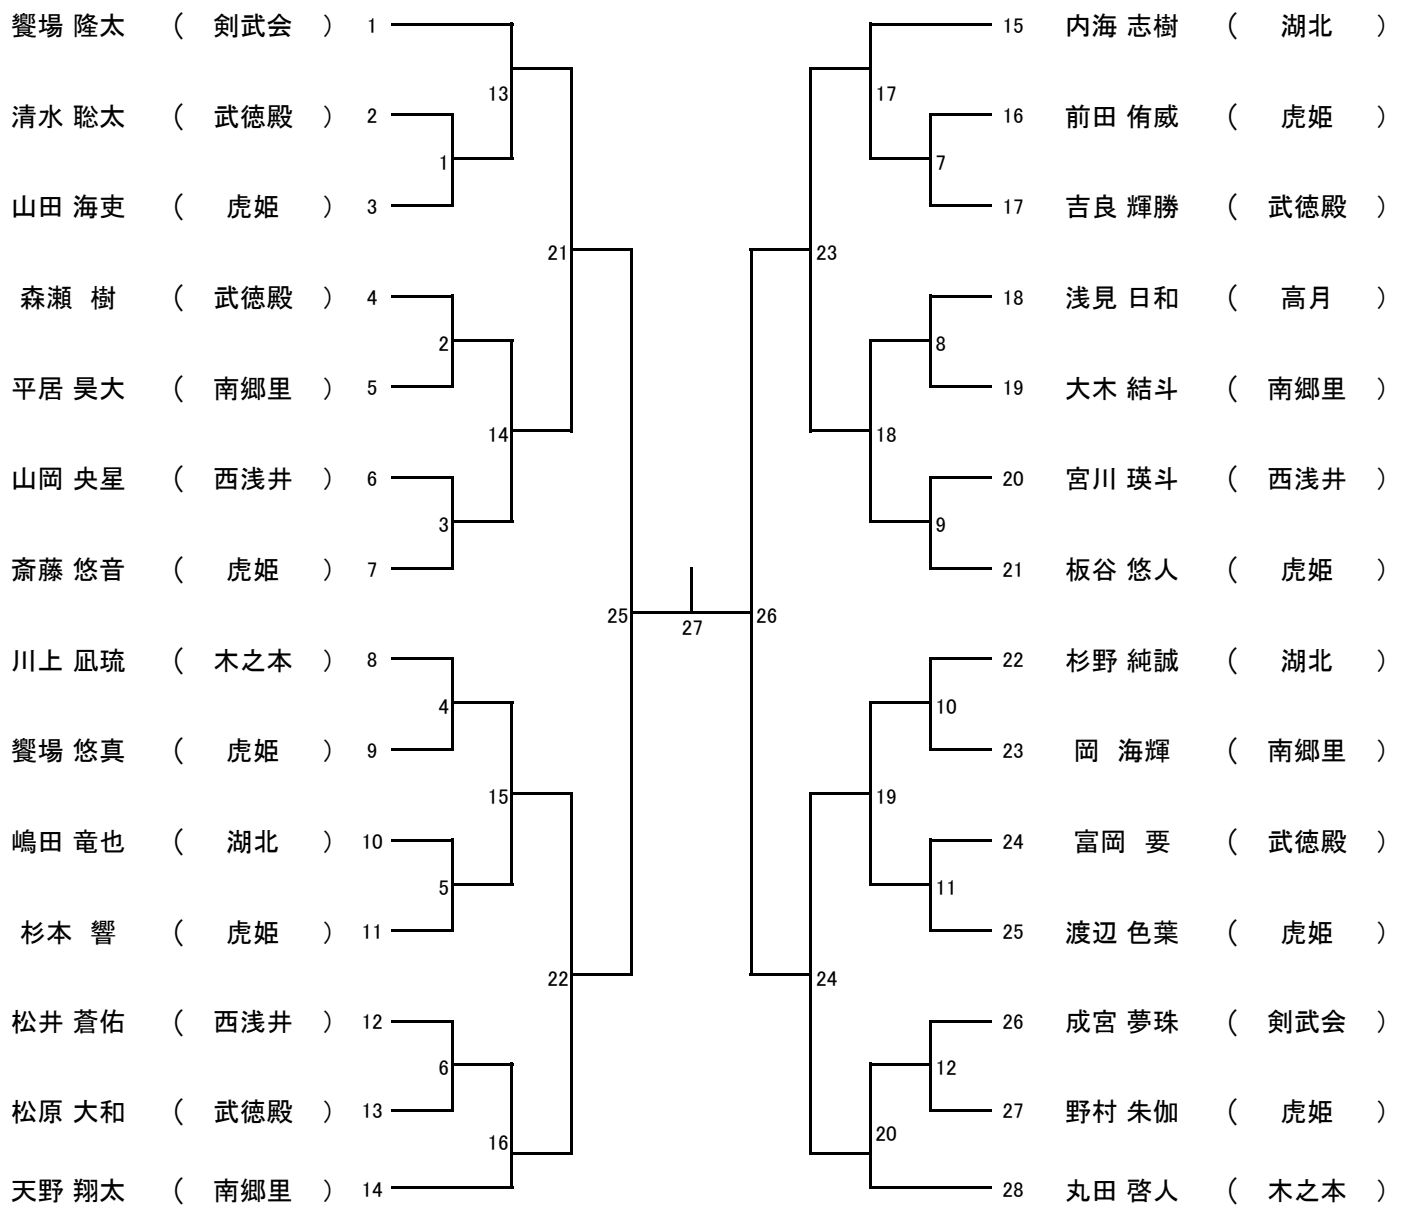 饗場 隆太 ( 剣武会 ) 1
13
清水 聡太 ( 武徳殿 ) 2
1
山田 海吏 ( 虎姫 ) 3
21
森瀬 樹 ( 武徳殿 ) 4
2
平居 昊大 ( 南郷里 ) 5
14
山岡 央星 ( 西浅井 ) 6
3
斎藤 悠音 ( 虎姫 ) 7
25
川上 凪琉 ( 木之本 ) 8
4
饗場 悠真 ( 虎姫 ) 9
15
嶋田 竜也 ( 湖北 ) 10
5
杉本 響 ( 虎姫 ) 11
22
松井 蒼佑 ( 西浅井 ) 12
6
松原 大和 ( 武徳殿 ) 13
16
天野 翔太 ( 南郷里 ) 14
27
15 内海 志樹 ( 湖北 )
17
16 前田 侑威 ( 虎姫 )
7
17 吉良 輝勝 ( 武徳殿 )
23
18 浅見 日和 ( 高月 )
8
19 大木 結斗 ( 南郷里 )
18
20 宮川 瑛斗 ( 西浅井 )
9
21 板谷 悠人 ( 虎姫 )
26
22 杉野 純誠 ( 湖北 )
10
23 岡 海輝 ( 南郷里 )
19
24 富岡 要 ( 武徳殿 )
11
25 渡辺 色葉 ( 虎姫 )
24
26 成宮 夢珠 ( 剣武会 )
12
27 野村 朱伽 ( 虎姫 )
20
28 丸田 啓人 ( 木之本 )